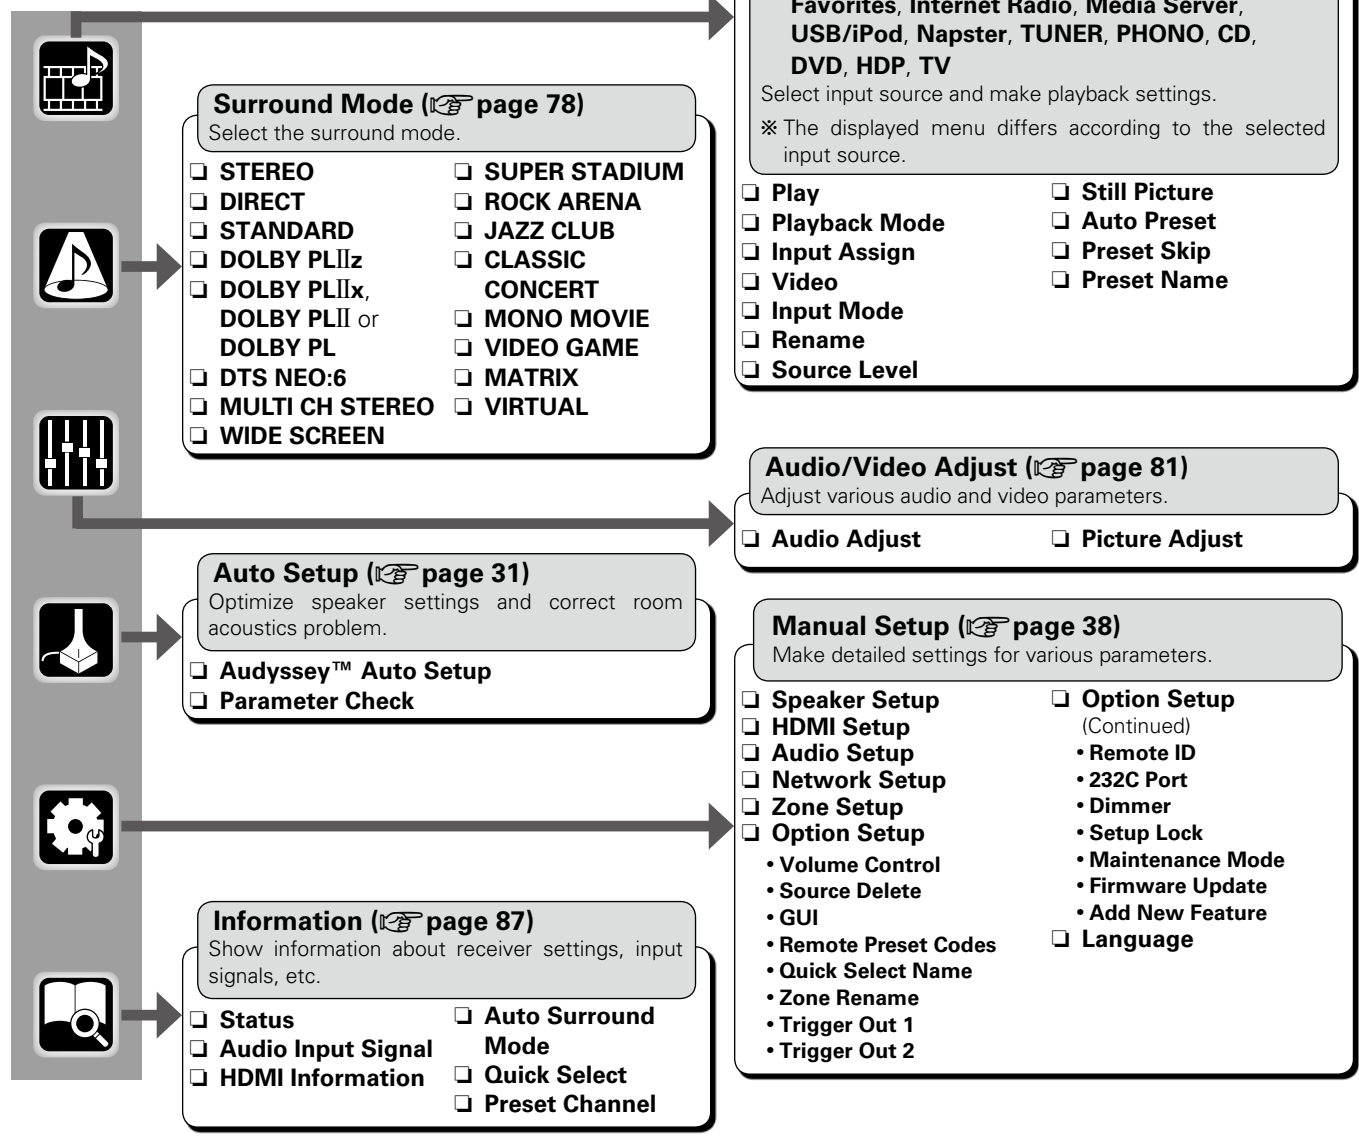 Favorites, Internet Radio, Media Server,
USB/iPod, Napster, TUNER, PHONO, CD,
DVD, HDP, TV
Select input source and make playback settings.
※ The displayed menu differs according to the selected
input source.
❏ Play
❏ Playback Mode
❏ Input Assign
❏ Video
❏ Input Mode
❏ Rename
❏ Source Level
❏ Still Picture
❏ Auto Preset
❏ Preset Skip
❏ Preset Name
Surround Mode (☞ page 78)
Select the surround mode.
❏ STEREO
❏ DIRECT
❏ STANDARD
❏ DOLBY PLIIz
❏ DOLBY PLIIx,
DOLBY PLII or
DOLBY PL
❏ DTS NEO:6
❏ MULTI CH STEREO
❏ WIDE SCREEN
❏ SUPER STADIUM
❏ ROCK ARENA
❏ JAZZ CLUB
❏ CLASSIC
CONCERT
❏ MONO MOVIE
❏ VIDEO GAME
❏ MATRIX
❏ VIRTUAL
Audio/Video Adjust (☞ page 81)
Adjust various audio and video parameters.
❏ Audio Adjust
❏ Picture Adjust
Auto Setup (☞ page 31)
Optimize speaker settings and correct room
acoustics problem.
❏ Audyssey™ Auto Setup
❏ Parameter Check
Manual Setup (☞ page 38)
Make detailed settings for various parameters.
❏ Speaker Setup
❏ HDMI Setup
❏ Audio Setup
❏ Network Setup
❏ Zone Setup
❏ Option Setup
• Volume Control
• Source Delete
• GUI
• Remote Preset Codes
• Quick Select Name
• Zone Rename
• Trigger Out 1
• Trigger Out 2
❏ Option Setup
(Continued)
• Remote ID
• 232C Port
• Dimmer
• Setup Lock
• Maintenance Mode
• Firmware Update
• Add New Feature
❏ Language
Information (☞ page 87)
Show information about receiver settings, input
signals, etc.
❏ Status
❏ Audio Input Signal
❏ HDMI Information
❏ Auto Surround
Mode
❏ Quick Select
❏ Preset Channel